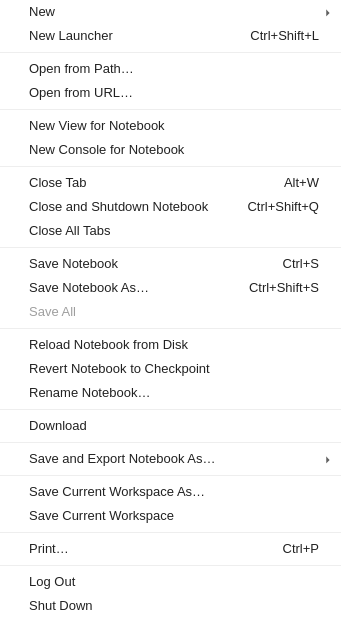 New
New Launcher Ctrl+Shift+L
Open from Path…
Open from URL…
New View for Notebook
New Console for Notebook
Close Tab Alt+W
Close and Shutdown Notebook Ctrl+Shift+Q
Close All Tabs
Save Notebook Ctrl+S
Save Notebook As… Ctrl+Shift+S
Save All
Reload Notebook from Disk
Revert Notebook to Checkpoint
Rename Notebook…
Download
Save and Export Notebook As…
Save Current Workspace As…
Save Current Workspace
Print… Ctrl+P
Log Out
Shut Down